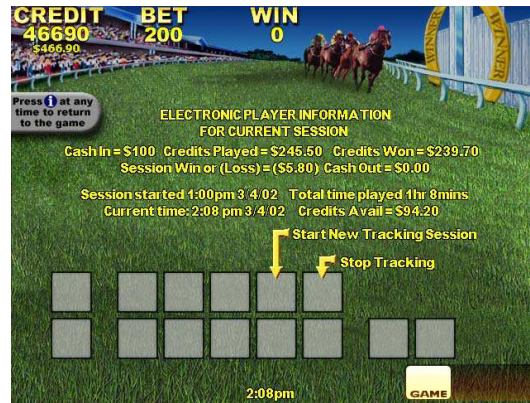 CREDIT BET WIN
46690 200 0
$466.90
Press i at any
time to return
to the game
WINNER WINNER
ELECTRONIC PLAYER INFORMATION
FOR CURRENT SESSION
Cash In = $100 Credits Played = $245.50 Credits Won = $239.70
Session Win or (Loss) = ($5.80) Cash Out = $0.00
Session started 1:00pm 3/4/02 Total time played 1hr 8mins
Current time: 2:08 pm 3/4/02 Credits Avail = $94.20
Start New Tracking Session
Stop Tracking
2:08pm
GAME